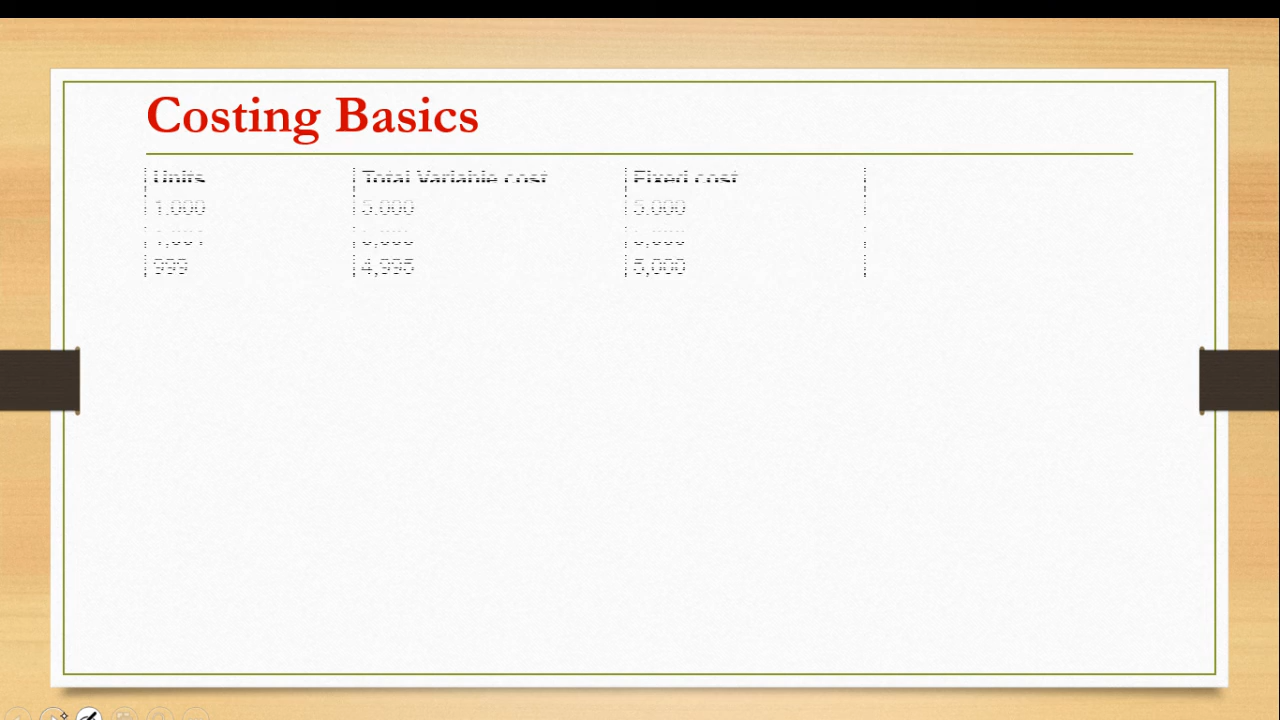 Costing Basics
Units Total Variable cost Fixed cost
1,000 5,000 5,000
999 4,995 5,000